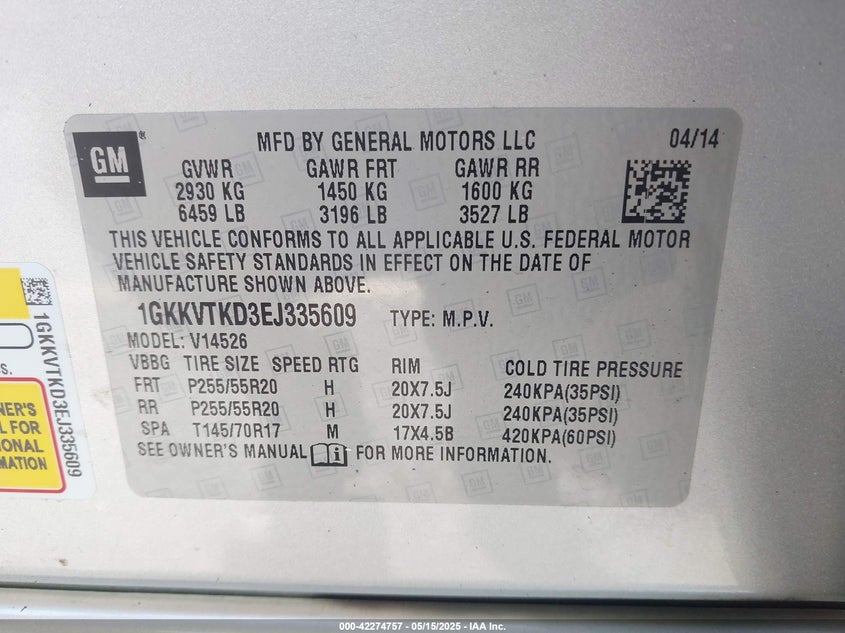 GM
MFD BY GENERAL MOTORS LLC 04/14
GVWR GAWR FRT GAWR RR
2930 KG 1450 KG 1600 KG
6459 LB 3196 LB 3527 LB
THIS VEHICLE CONFORMS TO ALL APPLICABLE U.S. FEDERAL MOTOR
VEHICLE SAFETY STANDARDS IN EFFECT ON THE DATE OF
MANUFACTURE SHOWN ABOVE.
1GKKVTKD3EJ335609 TYPE: M.P.V.
MODEL: V14526
VBBG TIRE SIZE SPEED RTG RIM COLD TIRE PRESSURE
FRT P255/55R20 H 20X7.5J 240KPA(35PSI)
RR P255/55R20 H 20X7.5J 240KPA(35PSI)
SPA T145/70R17 M 17X4.5B 420KPA(60PSI)
SEE OWNER'S MANUAL FOR MORE INFORMATION.
1GKKVTKD3EJ335609
NER'S
L FOR
IONAL
MATION
000-42274757 - 05/15/2025 - IAA Inc.